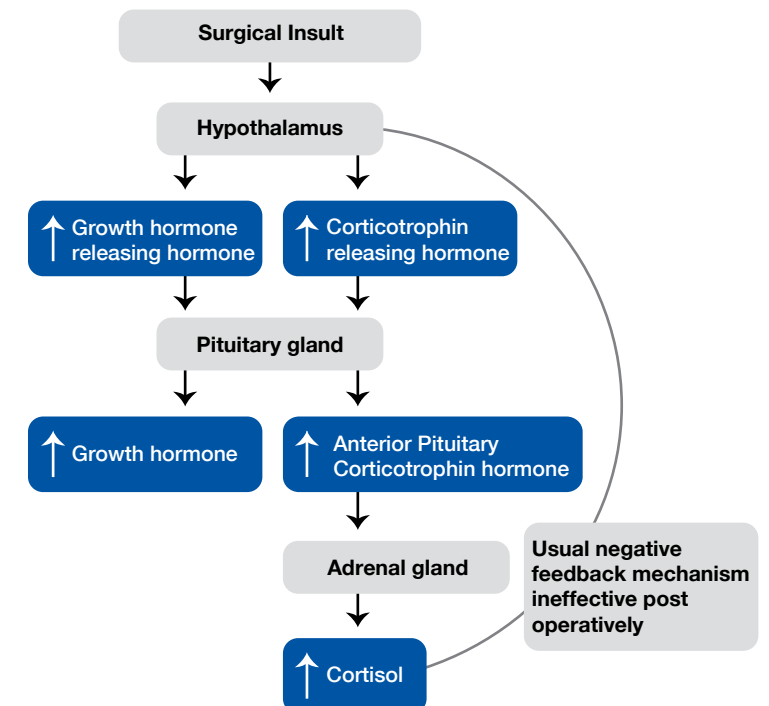 Surgical Insult
Hypothalamus
Growth hormone
releasing hormone
Corticotrophin
releasing hormone
Pituitary gland
Growth hormone
Anterior Pituitary
Corticotrophin hormone
Adrenal gland
Usual negative
feedback mechanism
ineffective post
operatively
Cortisol